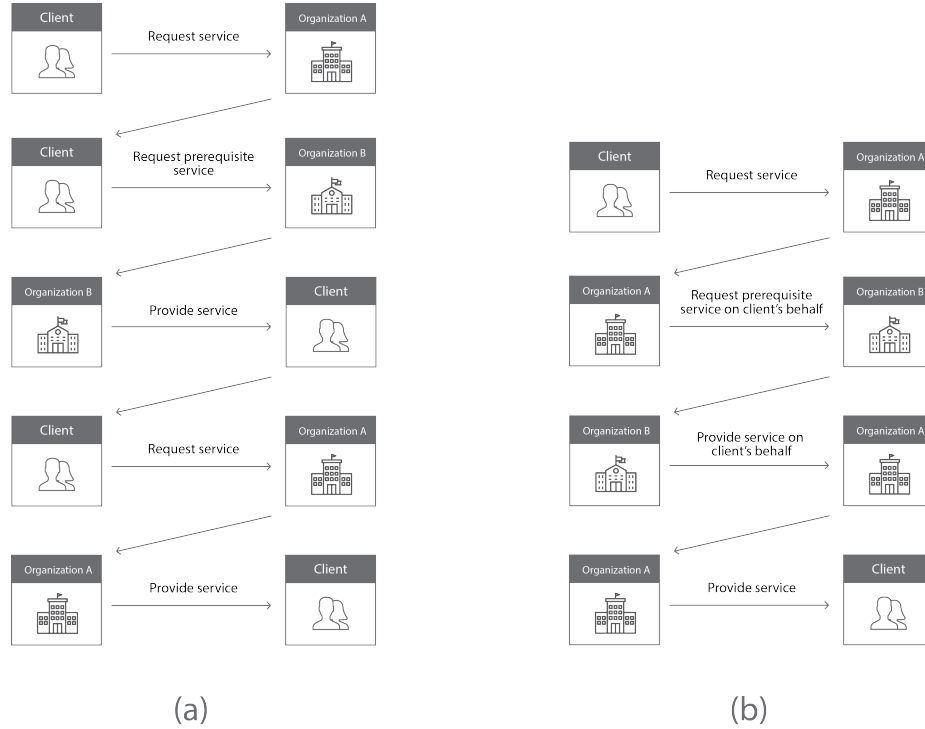 Client
Request service
Organization A
Client
Request prerequisite
service
Organization B
Organization B
Provide service
Client
Client
Request service
Organization A
Organization A
Provide service
Client
(a)
Client
Request service
Organization A
Organization A
Request prerequisite
service on client's behalf
Organization B
Organization B
Provide service on
client's behalf
Organization A
Organization A
Provide service
Client
(b)